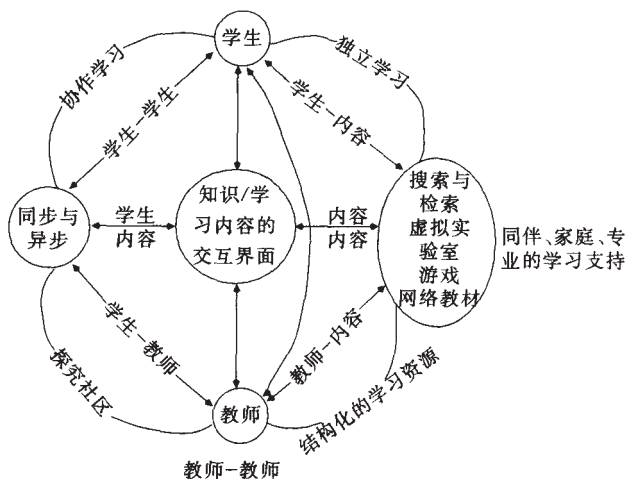 学生
协作学习
独立学习
学生-学生
学生-内容
同步与
异步
学生
内容
知识/学
习内容的
交互界面
内容
内容
搜索与
检索
虚拟实
验室
游戏
网络教材
同伴、家庭、专
业的学习支持
学生-教师
教师-内容
探究社区
结构化的学习资源
教师
教师-教师